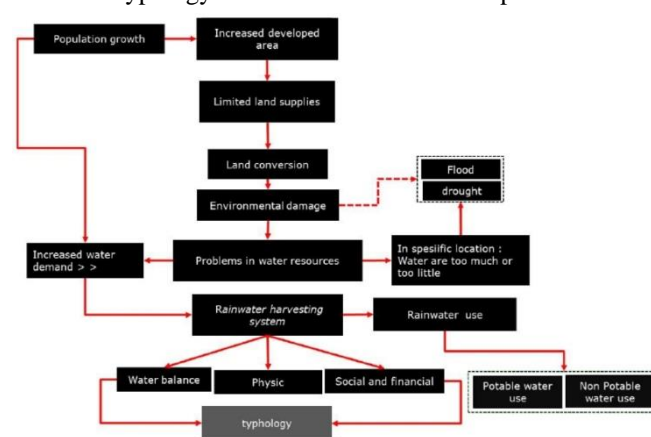 Population growth
Increased developed
area
Limited land supplies
Land conversion
Flood
drought
Environmental damage
Increased water
demand > >
Problems in water resources
In spesiific location :
Water are too much or
too little
Rainwater harvesting
system
Rainwater use
Water balance
Physic
Social and financial
Potable water
use
Non Potable
water use
typhology